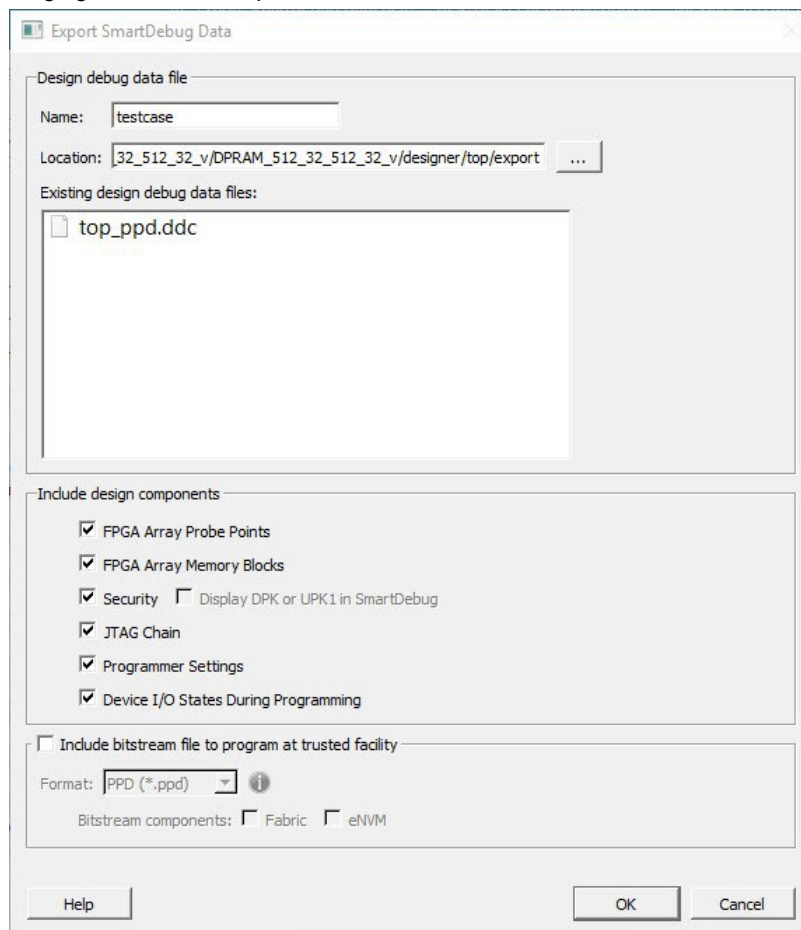 Export SmartDebug Data
Design debug data file
Name: testcase
Location: 32_512_32_v/DPRAM_512_32_512_32_v/designer/top/export ...
Existing design debug data files:
top_ppd.ddc
Include design components
FPGA Array Probe Points
FPGA Array Memory Blocks
Security Display DPK or UPK1 in SmartDebug
JTAG Chain
Programmer Settings
Device I/O States During Programming
Include bitstream file to program at trusted facility
Format: PPD (*.ppd)
Bitstream components: Fabric eNVM
Help OK Cancel